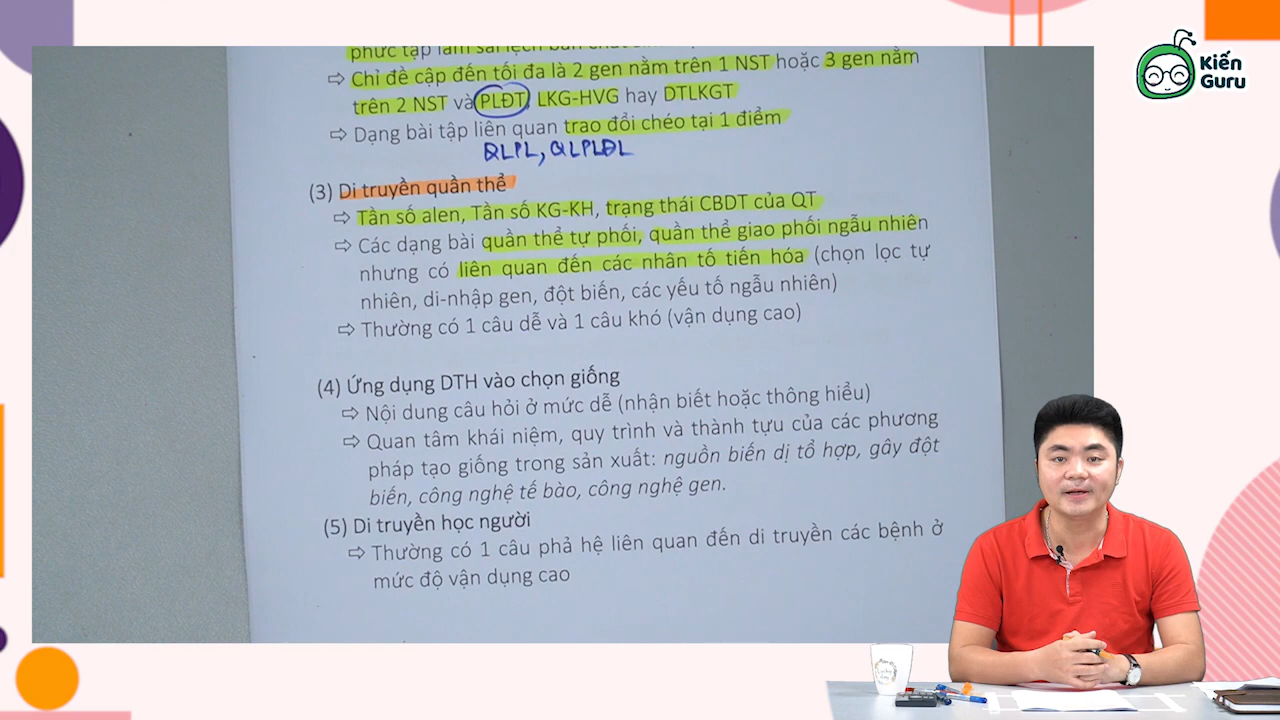 Kiến
Guru
phức tạp làm sai lệch bản chất
⇨ Chỉ đề cập đến tối đa là 2 gen nằm trên 1 NST hoặc 3 gen nằm
trên 2 NST và PLĐT, LKG-HVG hay DTLKGT
⇨ Dạng bài tập liên quan trao đổi chéo tại 1 điểm
QLPL, QLPLĐL
(3) Di truyền quần thể
⇨ Tần số alen, Tần số KG-KH, trạng thái CBDT của QT
⇨ Các dạng bài quần thể tự phối, quần thể giao phối ngẫu nhiên
nhưng có liên quan đến các nhân tố tiến hóa (chọn lọc tự
nhiên, di-nhập gen, đột biến, các yếu tố ngẫu nhiên)
⇨ Thường có 1 câu dễ và 1 câu khó (vận dụng cao)
(4) Ứng dụng DTH vào chọn giống
⇨ Nội dung câu hỏi ở mức dễ (nhận biết hoặc thông hiểu)
⇨ Quan tâm khái niệm, quy trình và thành tựu của các phương
pháp tạo giống trong sản xuất: nguồn biến dị tổ hợp, gây đột
biến, công nghệ tế bào, công nghệ gen.
(5) Di truyền học người
⇨ Thường có 1 câu phả hệ liên quan đến di truyền các bệnh ở
mức độ vận dụng cao